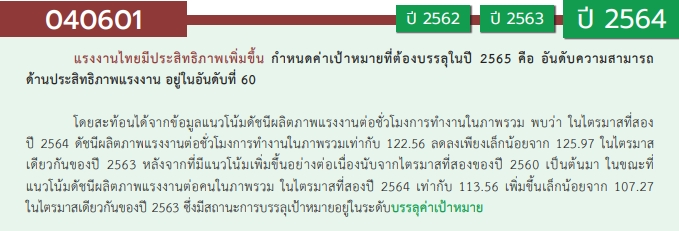 040601
ปี 2562
ปี 2563
ปี 2564
แรงงานไทยมีประสิทธิภาพเพิ่มขึ้น กำหนดค่าเป้าหมายที่ต้องบรรลุในปี 2565 คือ อันดับความสามารถ
ด้านประสิทธิภาพแรงงาน อยู่ในอันดับที่ 60
โดยสะท้อนได้จากข้อมูลแนวโน้มดัชนีผลิตภาพแรงงานต่อชั่วโมงการทำงานในภาพรวม พบว่า ในไตรมาสที่สอง
ปี 2564 ดัชนีผลิตภาพแรงงานต่อชั่วโมงการทำงานในภาพรวมเท่ากับ 122.56 ลดลงเพียงเล็กน้อยจาก 125.97 ในไตรมาส
เดียวกันของปี 2563 หลังจากที่มีแนวโน้มเพิ่มขึ้นอย่างต่อเนื่องนับจากไตรมาสที่สองของปี 2560 เป็นต้นมา ในขณะที่
แนวโน้มดัชนีผลิตภาพแรงงานต่อคนในภาพรวม ในไตรมาสที่สองปี 2564 เท่ากับ 113.56 เพิ่มขึ้นเล็กน้อยจาก 107.27
ในไตรมาสเดียวกันของปี 2563 ซึ่งมีสถานะการบรรลุเป้าหมายอยู่ในระดับบรรลุค่าเป้าหมาย